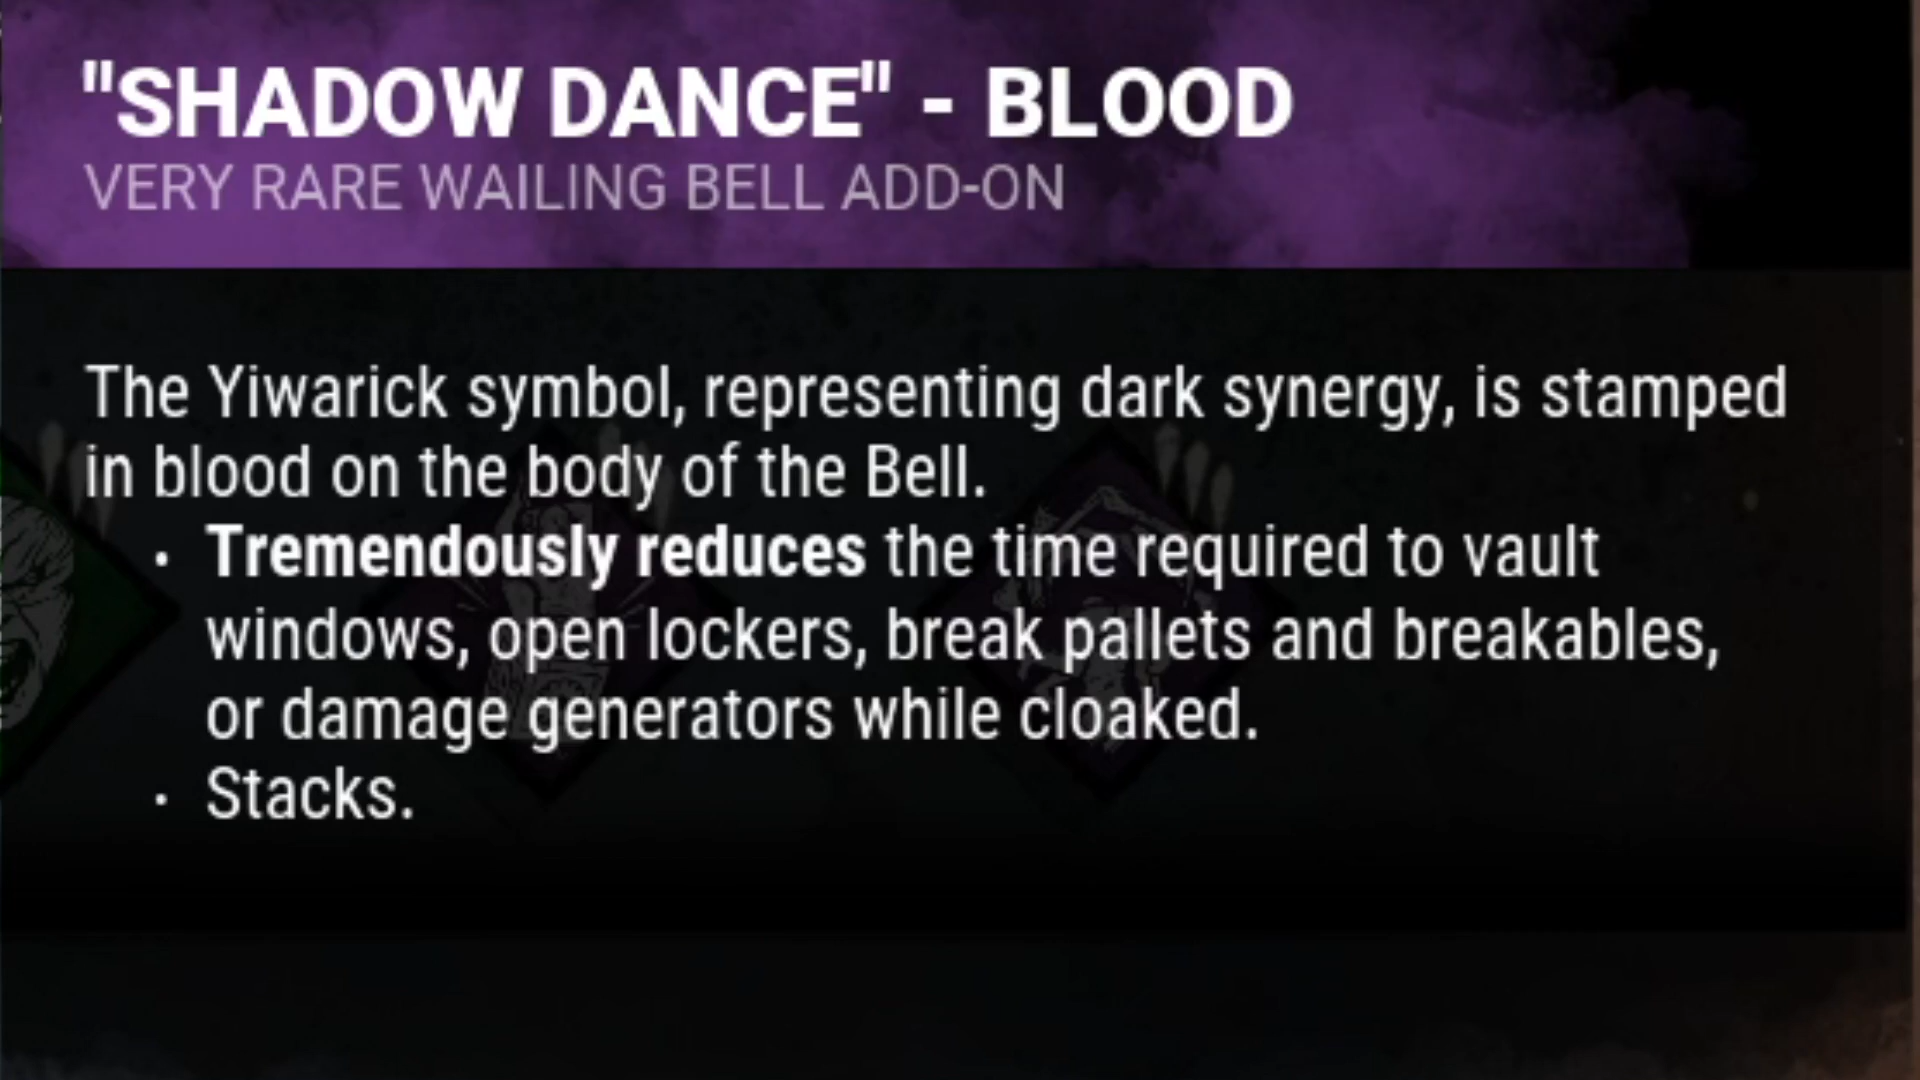 "SHADOW DANCE" - BLOOD
VERY RARE WAILING BELL ADD-ON
The Yiwarick symbol, representing dark synergy, is stamped
in blood on the body of the Bell.
• Tremendously reduces the time required to vault
windows, open lockers, break pallets and breakables,
or damage generators while cloaked.
• Stacks.